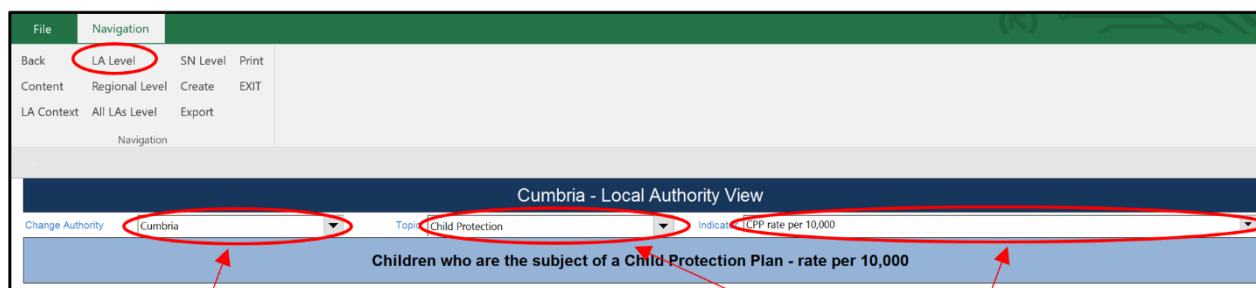 File Navigation
Back LA Level SN Level Print
Content Regional Level Create EXIT
LA Context All LAs Level Export
Navigation
Cumbria - Local Authority View
Change Authority Cumbria Topic Child Protection Indicate CPP rate per 10,000
Children who are the subject of a Child Protection Plan - rate per 10,000